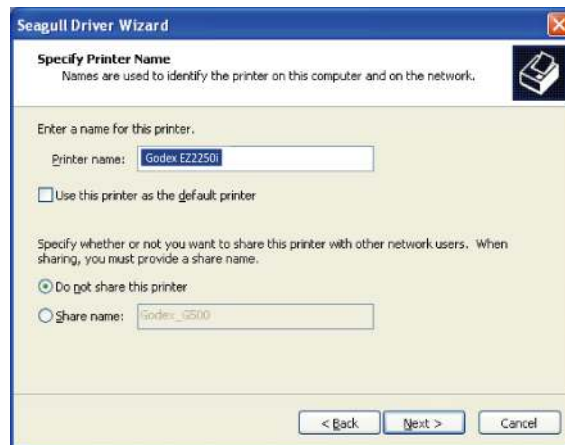 Seagull Driver Wizard
Specify Printer Name
Names are used to identify the printer on this computer and on the network.
Enter a name for this printer.
Printer name: Godex EZ2250i
Use this printer as the default printer
Specify whether or not you want to share this printer with other network users. When
sharing, you must provide a share name.
Do not share this printer
Share name: Godex_G500
< Back Next > Cancel